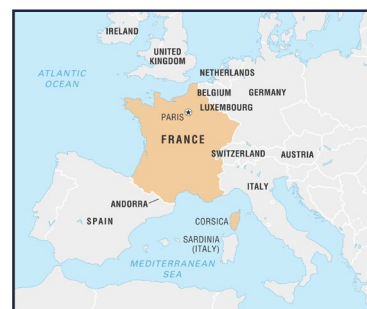 IRELAND
UNITED
KINGDOM
ATLANTIC
OCEAN
NETHERLANDS
BELGIUM
GERMANY
LUXEMBOURG
PARIS
FRANCE
SWITZERLAND
AUSTRIA
ITALY
ANDORRA
SPAIN
CORSICA
SARDINIA
(ITALY)
MEDITERRANEAN
SEA